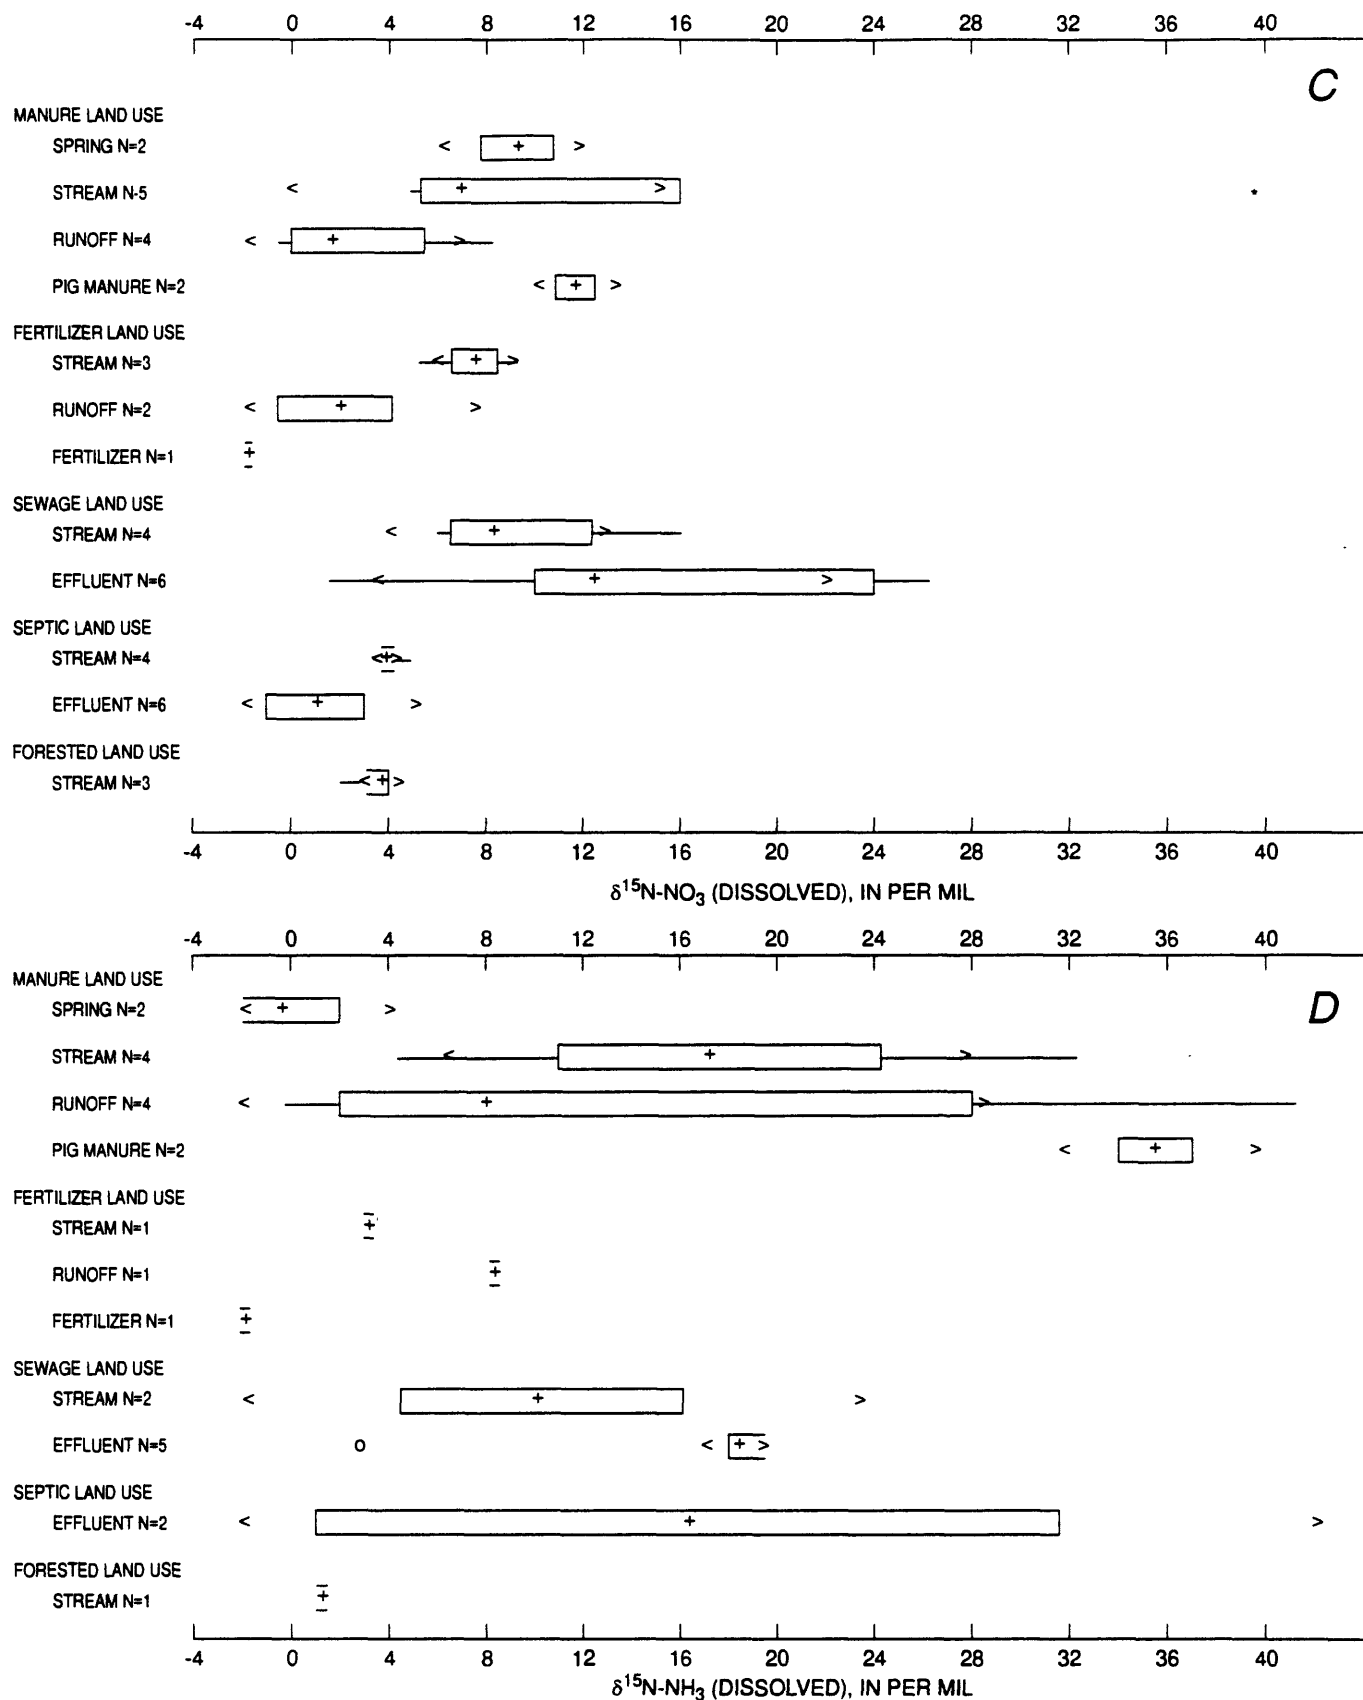 -4 0 4 8 12 16 20 24 28 32 36 40
C
MANURE LAND USE
SPRING N=2
STREAM N-5
RUNOFF N=4
PIG MANURE N=2
FERTILIZER LAND USE
STREAM N=3
RUNOFF N=2
FERTILIZER N=1
SEWAGE LAND USE
STREAM N=4
EFFLUENT N=6
SEPTIC LAND USE
STREAM N=4
EFFLUENT N=6
FORESTED LAND USE
STREAM N=3
-4 0 4 8 12 16 20 24 28 32 36 40
δ¹⁵N-NO₃ (DISSOLVED), IN PER MIL
-4 0 4 8 12 16 20 24 28 32 36 40
MANURE LAND USE
D
SPRING N=2
STREAM N=4
RUNOFF N=4
PIG MANURE N=2
FERTILIZER LAND USE
STREAM N=1
RUNOFF N=1
FERTILIZER N=1
SEWAGE LAND USE
STREAM N=2
EFFLUENT N=5
SEPTIC LAND USE
EFFLUENT N=2
FORESTED LAND USE
STREAM N=1
-4 0 4 8 12 16 20 24 28 32 36 40
δ¹⁵N-NH₃ (DISSOLVED), IN PER MIL